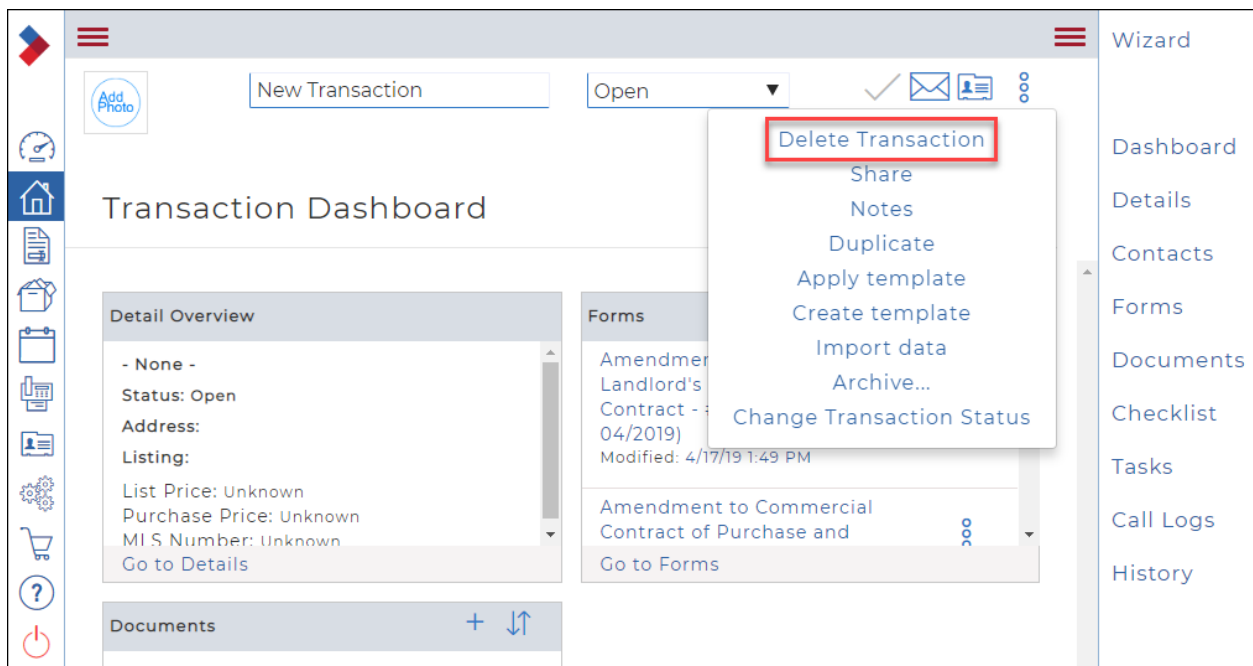 Add
Photo
New Transaction
Open
Delete Transaction
Share
Notes
Duplicate
Apply template
Create template
Import data
Archive...
Change Transaction Status
Transaction Dashboard
Detail Overview
- None -
Status: Open
Address:
Listing:
List Price: Unknown
Purchase Price: Unknown
MLS Number: Unknown
Go to Details
Forms
Landlord's
Contract -
04/2019)
Modified: 4/17/19 1:49 PM
Amendment to Commercial
Contract of Purchase and
Go to Forms
Documents
Wizard
Dashboard
Details
Contacts
Forms
Documents
Checklist
Tasks
Call Logs
History
?